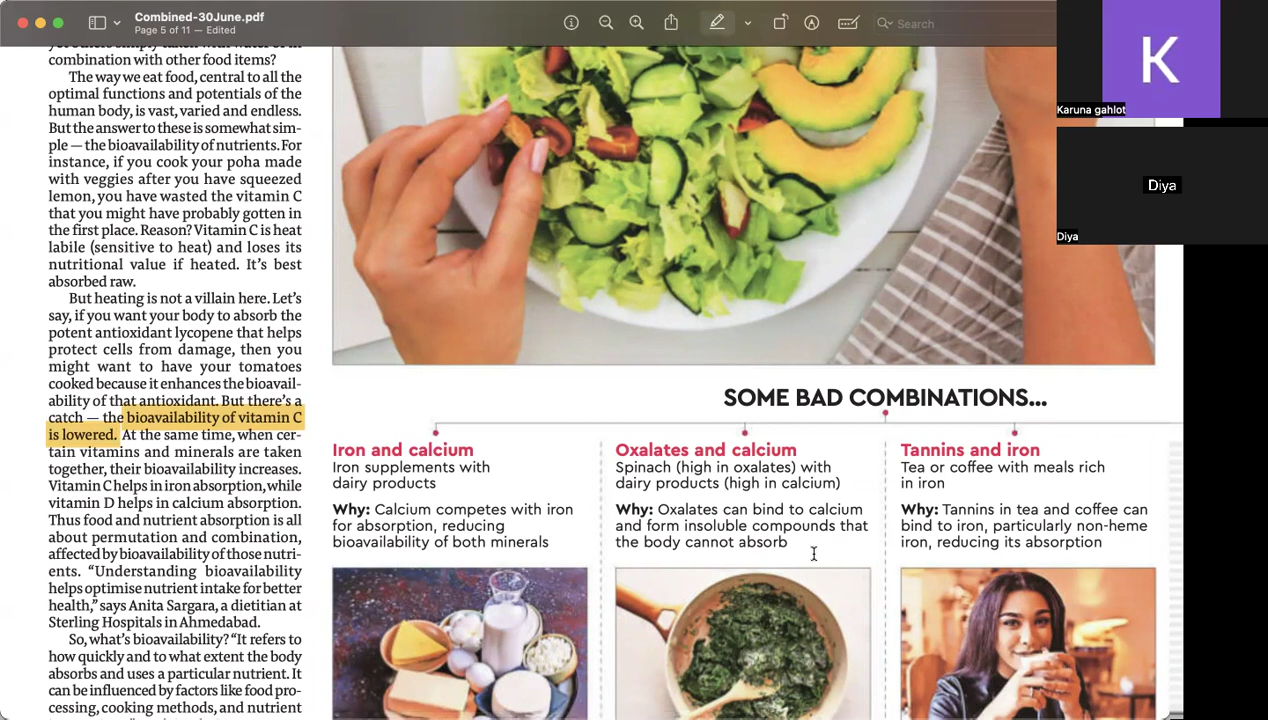 Combined-30June.pdf
Page 5 of 11 — Edited
Search
K
Karuna gahlot
Diya
Diya
combination with other food items?
The way we eat food, central to all the
optimal functions and potentials of the
human body, is vast, varied and endless.
But the answer to these is somewhat sim-
ple — the bioavailability of nutrients. For
instance, if you cook your poha made
with veggies after you have squeezed
lemon, you have wasted the vitamin C
that you might have probably gotten in
the first place. Reason? Vitamin C is heat
labile (sensitive to heat) and loses its
nutritional value if heated. It's best
absorbed raw.
But heating is not a villain here. Let's
say, if you want your body to absorb the
potent antioxidant lycopene that helps
protect cells from damage, then you
might want to have your tomatoes
cooked because it enhances the bioavail-
ability of that antioxidant. But there's a
catch — the bioavailability of vitamin C
is lowered. At the same time, when cer-
tain vitamins and minerals are taken
together, their bioavailability increases.
Vitamin C helps in iron absorption, while
vitamin D helps in calcium absorption.
Thus food and nutrient absorption is all
about permutation and combination,
affected by bioavailability of those nutri-
ents. “Understanding bioavailability
helps optimise nutrient intake for better
health,” says Anita Sargara, a dietitian at
Sterling Hospitals in Ahmedabad.
So, what's bioavailability? “It refers to
how quickly and to what extent the body
absorbs and uses a particular nutrient. It
can be influenced by factors like food pro-
cessing, cooking methods, and nutrient
SOME BAD COMBINATIONS...
Iron and calcium
Iron supplements with
dairy products
Why: Calcium competes with iron
for absorption, reducing
bioavailability of both minerals
Oxalates and calcium
Spinach (high in oxalates) with
dairy products (high in calcium)
Why: Oxalates can bind to calcium
and form insoluble compounds that
the body cannot absorb
Tannins and iron
Tea or coffee with meals rich
in iron
Why: Tannins in tea and coffee can
bind to iron, particularly non-heme
iron, reducing its absorption